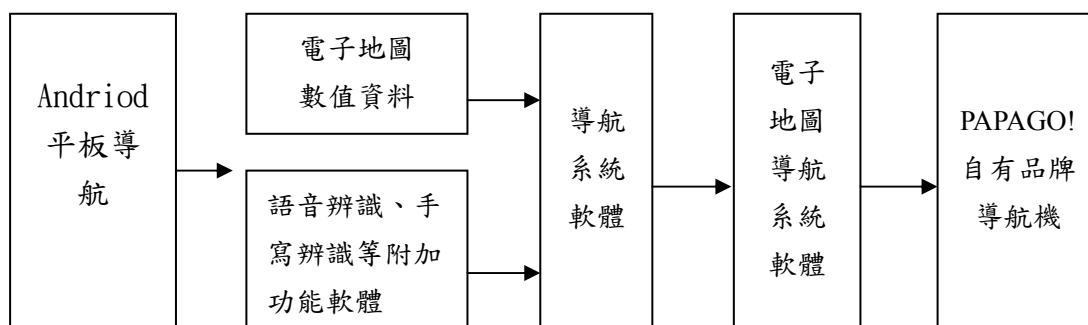 Andriod
平板導
航
電子地圖
數值資料
語音辨識、手
寫辨識等附加
功能軟體
導航
系統
軟體
電子
地圖
導航
系統
軟體
PAPAGO!
自有品牌
導航機